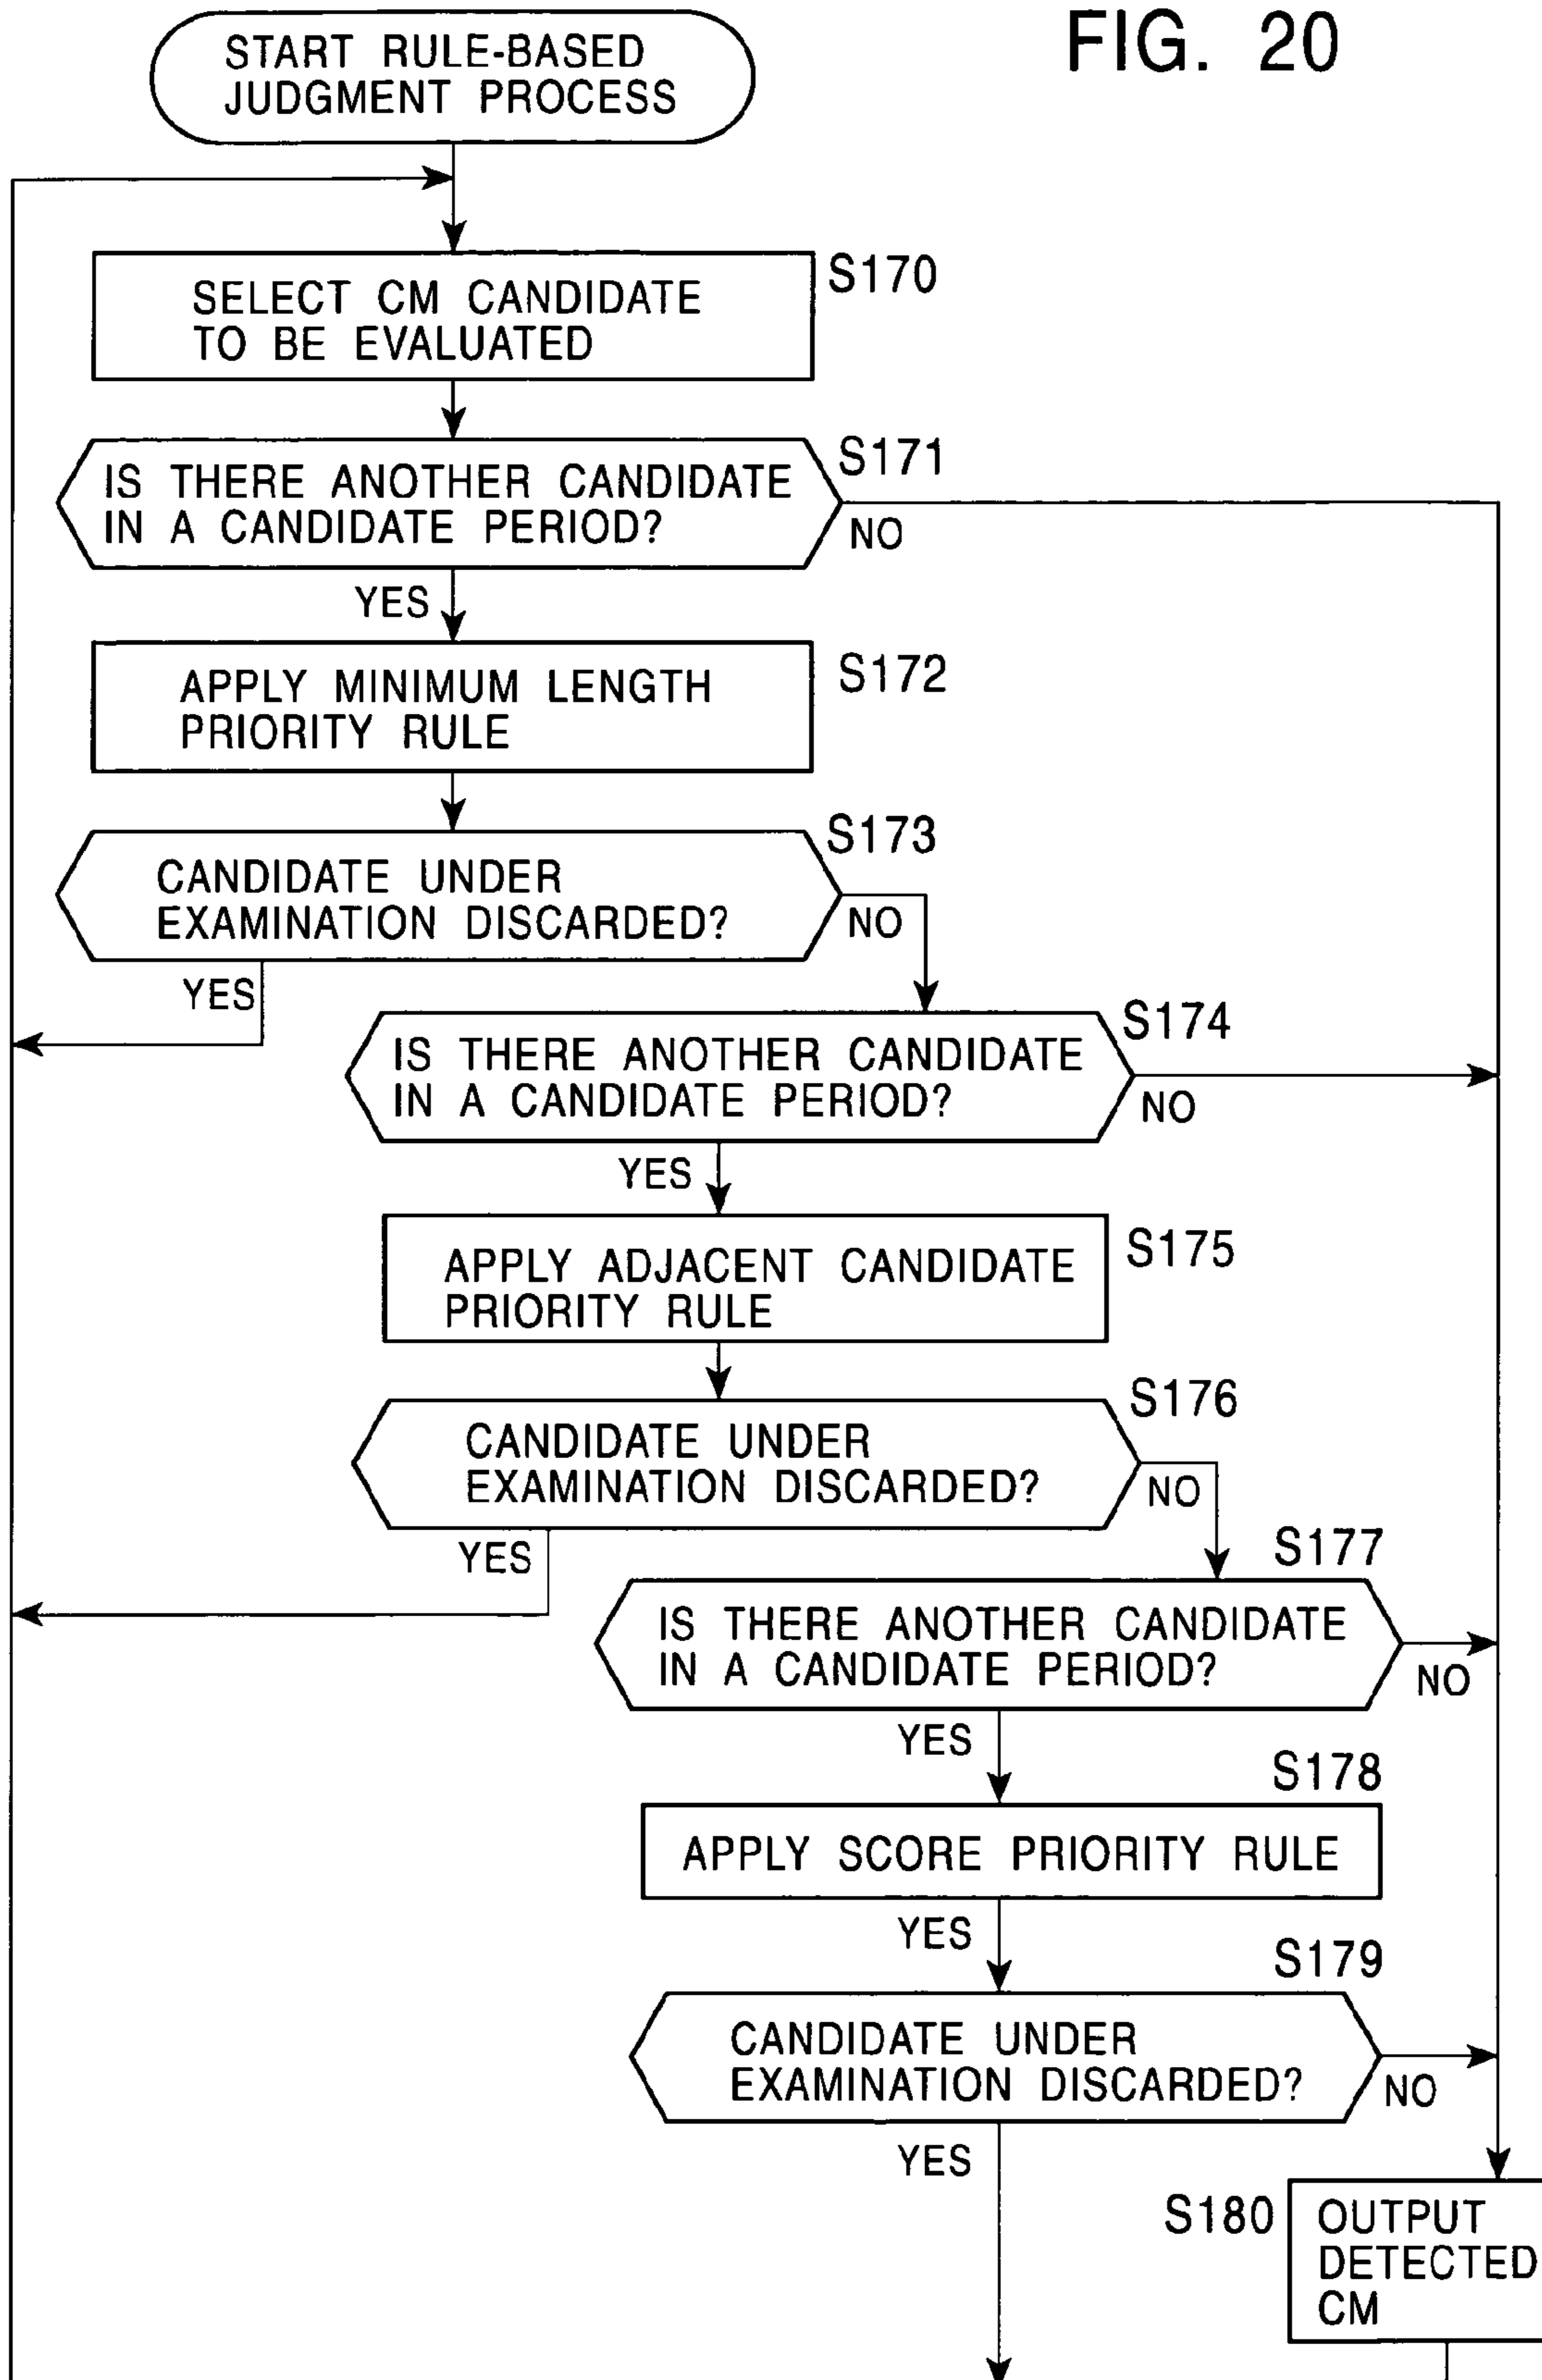 FIG. 20
START RULE-BASED
JUDGMENT PROCESS
S170
SELECT CM CANDIDATE
TO BE EVALUATED
S171
IS THERE ANOTHER CANDIDATE
IN A CANDIDATE PERIOD?
NO
YES
S172
APPLY MINIMUM LENGTH
PRIORITY RULE
S173
CANDIDATE UNDER
EXAMINATION DISCARDED?
NO
YES
S174
IS THERE ANOTHER CANDIDATE
IN A CANDIDATE PERIOD?
NO
YES
S175
APPLY ADJACENT CANDIDATE
PRIORITY RULE
S176
CANDIDATE UNDER
EXAMINATION DISCARDED?
NO
YES
S177
IS THERE ANOTHER CANDIDATE
IN A CANDIDATE PERIOD?
NO
YES
S178
APPLY SCORE PRIORITY RULE
YES
S179
CANDIDATE UNDER
EXAMINATION DISCARDED?
NO
YES
S180
OUTPUT
DETECTED
CM